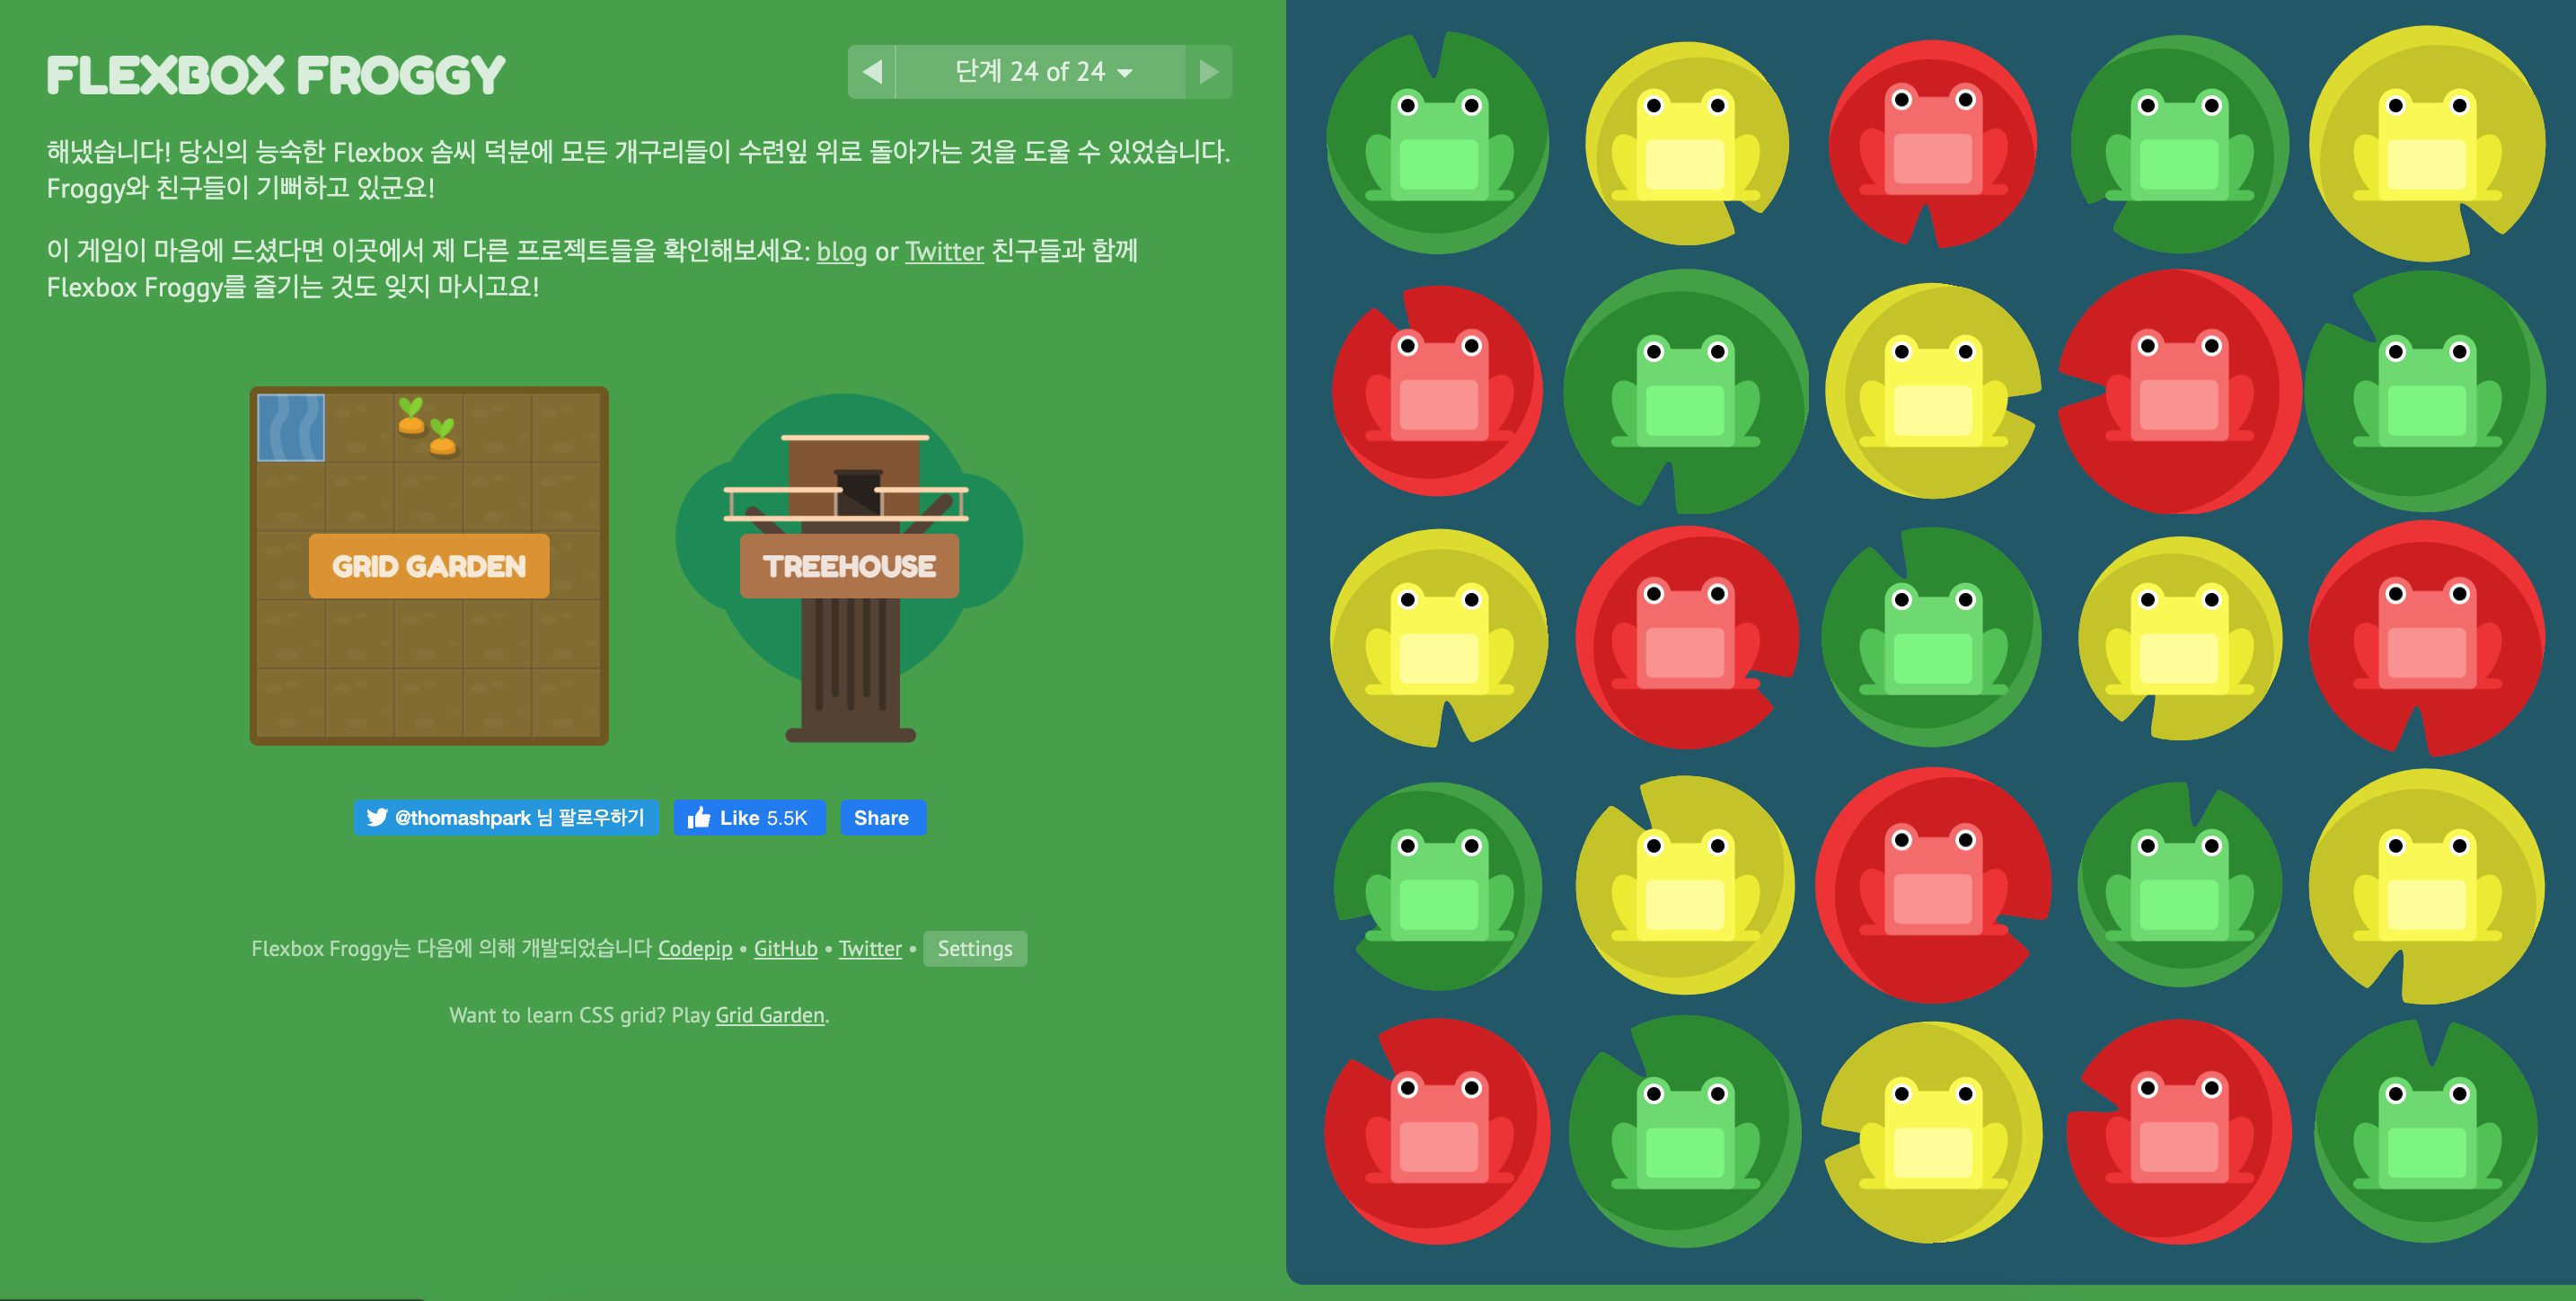 FLEXBOX FROGGY
단계 24 of 24
해냈습니다! 당신의 능숙한 Flexbox 솜씨 덕분에 모든 개구리들이 수련잎 위로 돌아가는 것을 도울 수 있었습니다.
Froggy와 친구들이 기뻐하고 있군요!
이 게임이 마음에 드셨다면 이곳에서 제 다른 프로젝트들을 확인해보세요: blog or Twitter 친구들과 함께
Flexbox Froggy를 즐기는 것도 잊지 마시고요!
GRID GARDEN
TREEHOUSE
@thomashpark 님 팔로우하기
Like 5.5K
Share
Flexbox Froggy는 다음에 의해 개발되었습니다 Codepip • GitHub • Twitter • Settings
Want to learn CSS grid? Play Grid Garden.